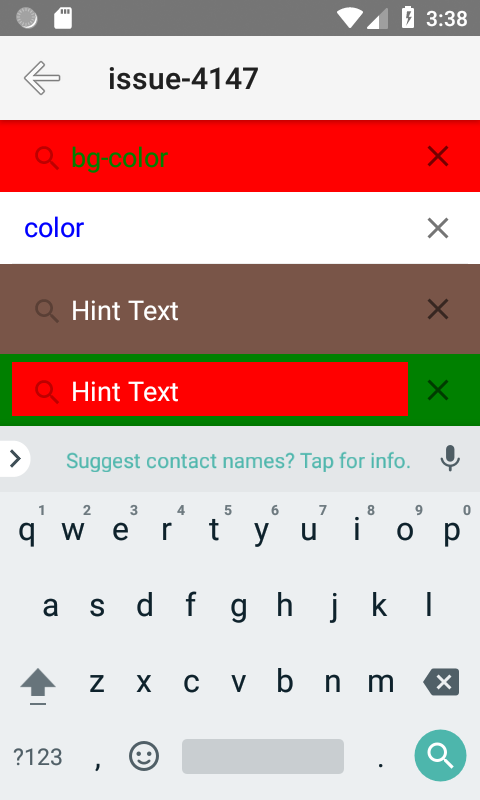 3:38
issue-4147
bg-color
color
Hint Text
Hint Text
Suggest contact names? Tap for info.
1 2 3 4 5 6 7 8 9 0
q w e r t y u i o p
a s d f g h j k l
z x c v b n m
?123 , .